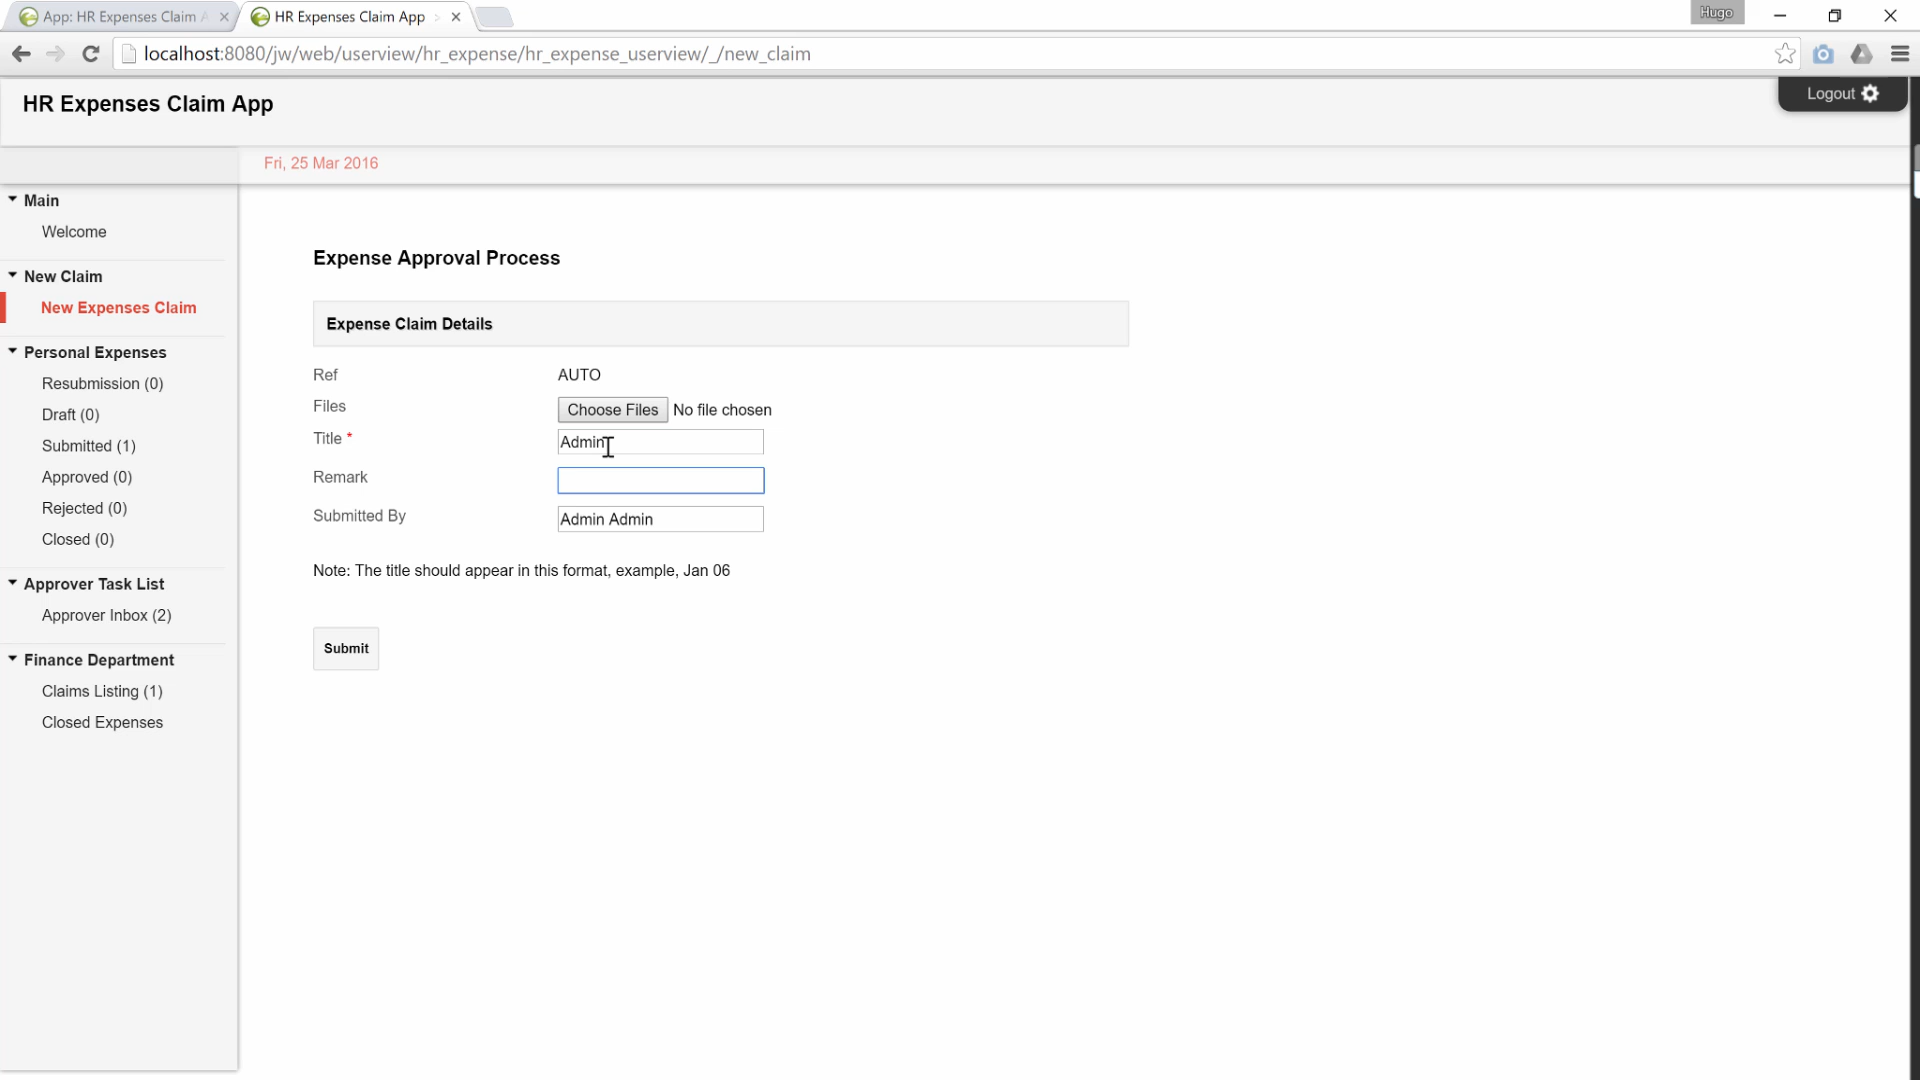 App: HR Expenses Claim A
HR Expenses Claim App
Hugo
localhost:8080/jw/web/userview/hr_expense/hr_expense_userview/_/new_claim
HR Expenses Claim App
Logout
Fri, 25 Mar 2016
Main
Welcome
New Claim
New Expenses Claim
Personal Expenses
Resubmission (0)
Draft (0)
Submitted (1)
Approved (0)
Rejected (0)
Closed (0)
Approver Task List
Approver Inbox (2)
Finance Department
Claims Listing (1)
Closed Expenses
Expense Approval Process
Expense Claim Details
Ref AUTO
Files Choose Files No file chosen
Title * Admin
Remark
Submitted By Admin Admin
Note: The title should appear in this format, example, Jan 06
Submit